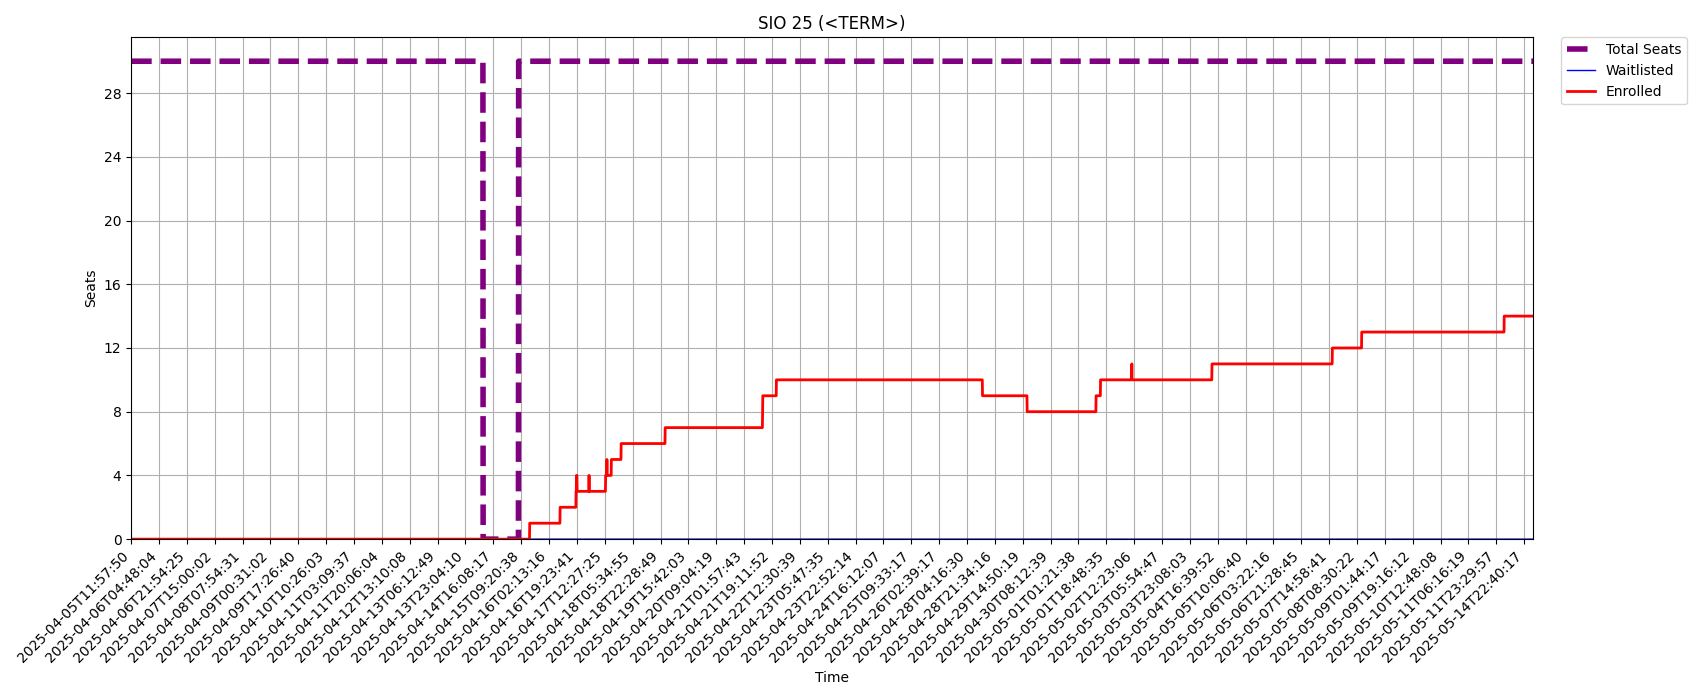 SIO 25 (<TERM>)
Total Seats
Waitlisted
Enrolled
Seats
28
24
20
16
12
8
4
0
2025-04-05T11:57:50
2025-04-06T04:48:04
2025-04-06T21:54:25
2025-04-07T15:00:02
2025-04-08T07:54:31
2025-04-09T00:31:02
2025-04-09T17:26:40
2025-04-10T10:26:03
2025-04-11T03:09:37
2025-04-11T20:06:04
2025-04-12T13:10:08
2025-04-13T06:12:49
2025-04-13T23:04:10
2025-04-14T16:08:17
2025-04-15T09:20:38
2025-04-16T02:13:16
2025-04-16T19:23:41
2025-04-17T12:27:25
2025-04-18T05:34:55
2025-04-18T22:28:49
2025-04-19T15:42:03
2025-04-20T09:04:19
2025-04-21T01:57:43
2025-04-21T19:11:52
2025-04-22T12:30:39
2025-04-23T05:47:35
2025-04-23T22:52:14
2025-04-24T16:12:07
2025-04-25T09:33:17
2025-04-26T02:39:17
2025-04-28T04:16:30
2025-04-28T21:34:16
2025-04-29T14:50:19
2025-04-30T08:12:39
2025-05-01T01:21:38
2025-05-01T18:48:35
2025-05-02T12:23:06
2025-05-03T05:54:47
2025-05-03T23:08:03
2025-05-04T16:39:52
2025-05-05T10:06:40
2025-05-06T03:22:16
2025-05-06T21:28:45
2025-05-07T14:58:41
2025-05-08T08:30:22
2025-05-09T01:44:17
2025-05-09T19:16:12
2025-05-10T12:48:08
2025-05-11T06:16:19
2025-05-11T23:29:57
2025-05-14T22:40:17
Time